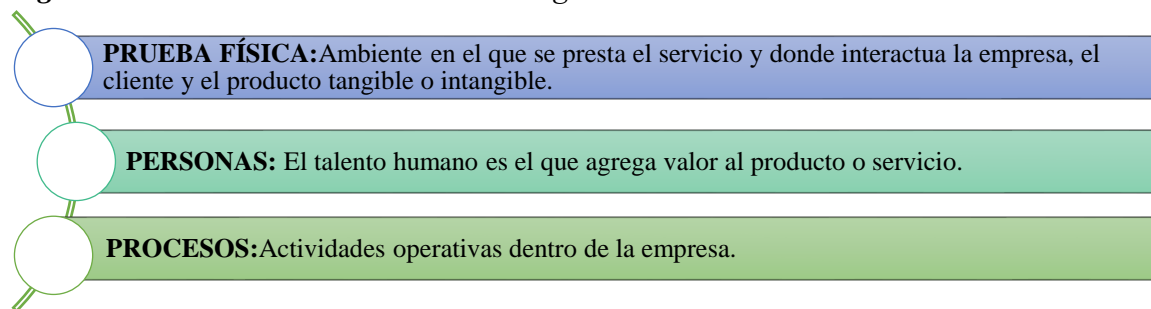 PRUEBA FÍSICA:Ambiente en el que se presta el servicio y donde interactua la empresa, el
cliente y el producto tangible o intangible.
PERSONAS: El talento humano es el que agrega valor al producto o servicio.
PROCESOS:Actividades operativas dentro de la empresa.